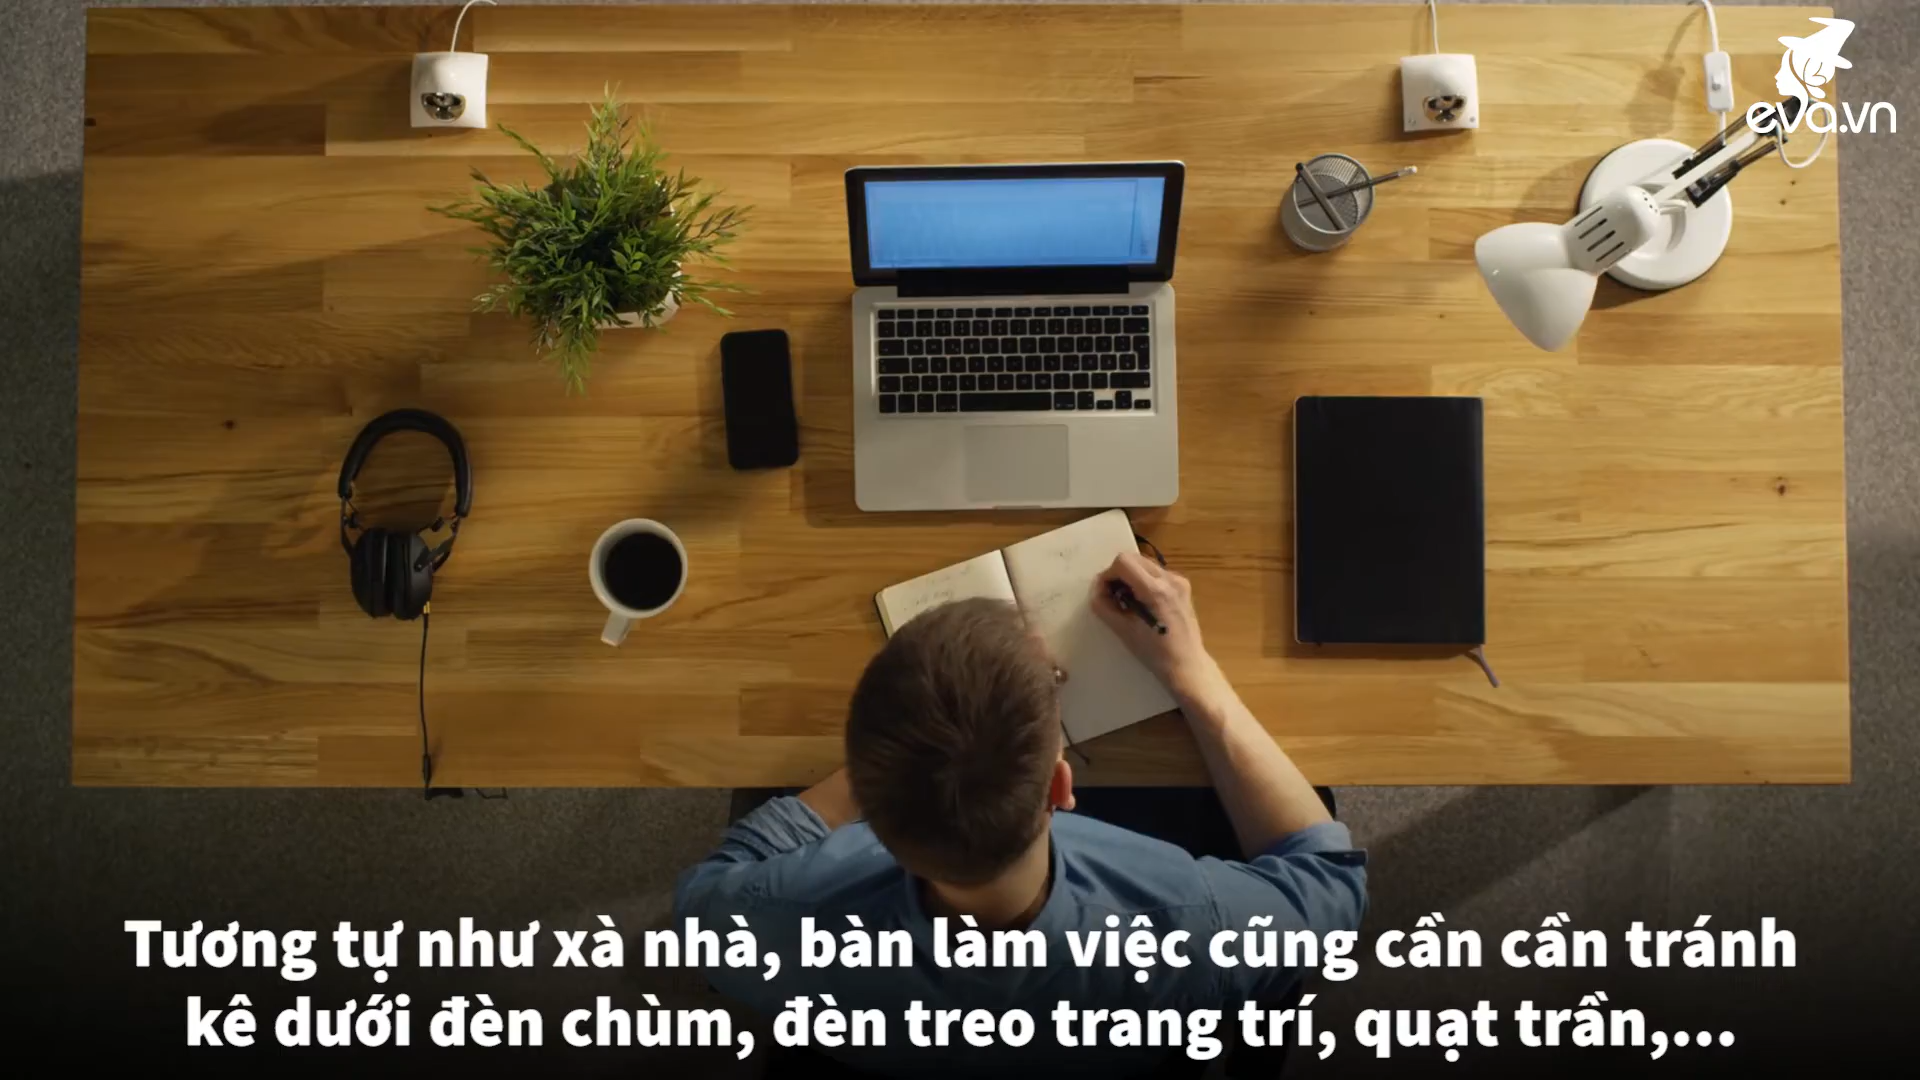 eva.vn
Tương tự như xà nhà, bàn làm việc cũng cần cần tránh
kê dưới đèn chùm, đèn treo trang trí, quạt trần,...